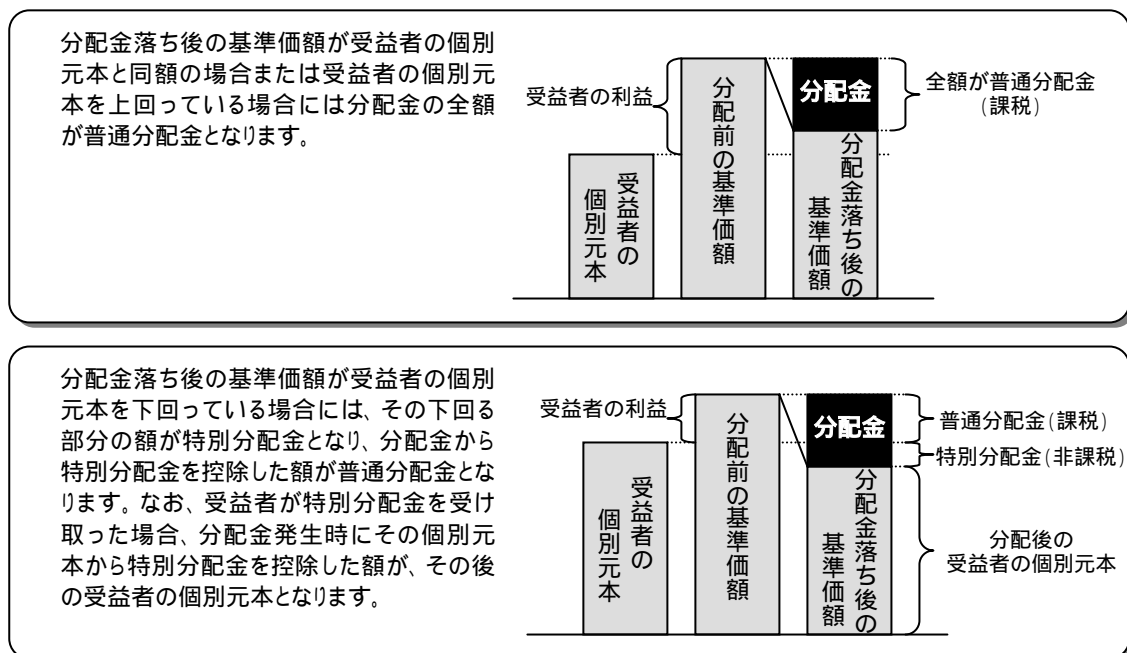 分配金落ち後の基準価額が受益者の個別
元本と同額の場合または受益者の個別元
本を上回っている場合には分配金の全額
が普通分配金となります。
受益者の利益
受益者の
個別元本
分配前の基準価額
分配金
分配金落ち後の
基準価額
全額が普通分配金
(課税)
分配金落ち後の基準価額が受益者の個別
元本を下回っている場合には、その下回る
部分の額が特別分配金となり、分配金から
特別分配金を控除した額が普通分配金とな
ります。なお、受益者が特別分配金を受け
取った場合、分配金発生時にその個別元
本から特別分配金を控除した額が、その後
の受益者の個別元本となります。
受益者の利益
受益者の
個別元本
分配前の基準価額
分配金
分配金落ち後の
基準価額
普通分配金(課税)
特別分配金(非課税)
分配後の
受益者の個別元本